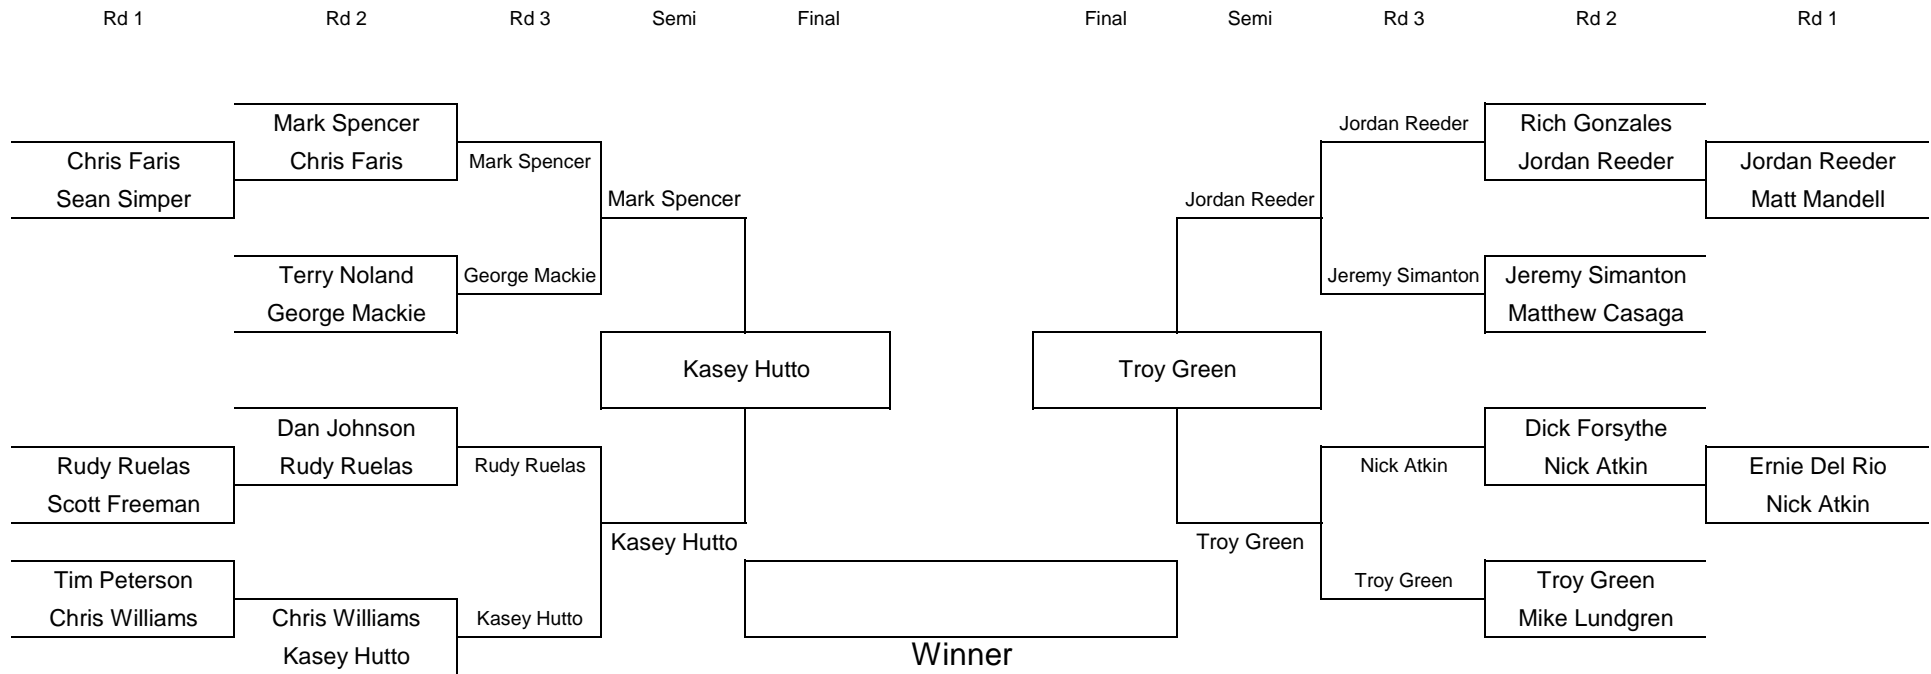 Rd 1 Rd 2 Rd 3 Semi Final Final Semi Rd 3 Rd 2 Rd 1
Mark Spencer Jordan Reeder Rich Gonzales
Chris Faris Chris Faris Mark Spencer Jordan Reeder Jordan Reeder
Sean Simper Mark Spencer Jordan Reeder Matt Mandell
Terry Noland George Mackie Jeremy Simanton Jeremy Simanton
George Mackie Matthew Casaga
Kasey Hutto Troy Green
Dan Johnson Dick Forsythe
Rudy Ruelas Rudy Ruelas Rudy Ruelas Nick Atkin Nick Atkin Ernie Del Rio
Scott Freeman Nick Atkin
Kasey Hutto Troy Green
Tim Peterson Troy Green Troy Green
Chris Williams Chris Williams Kasey Hutto Mike Lundgren
Kasey Hutto Winner